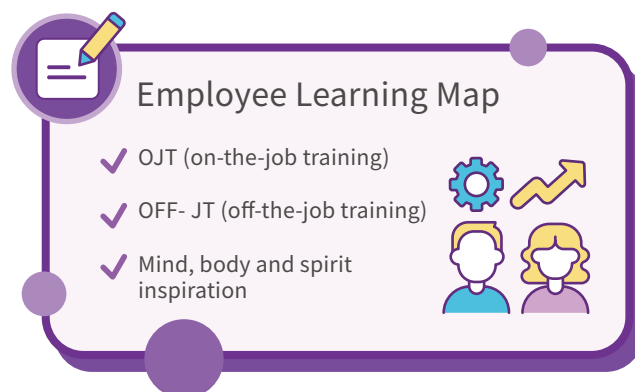 Employee Learning Map
OJT (on-the-job training)
OFF- JT (off-the-job training)
Mind, body and spirit
inspiration